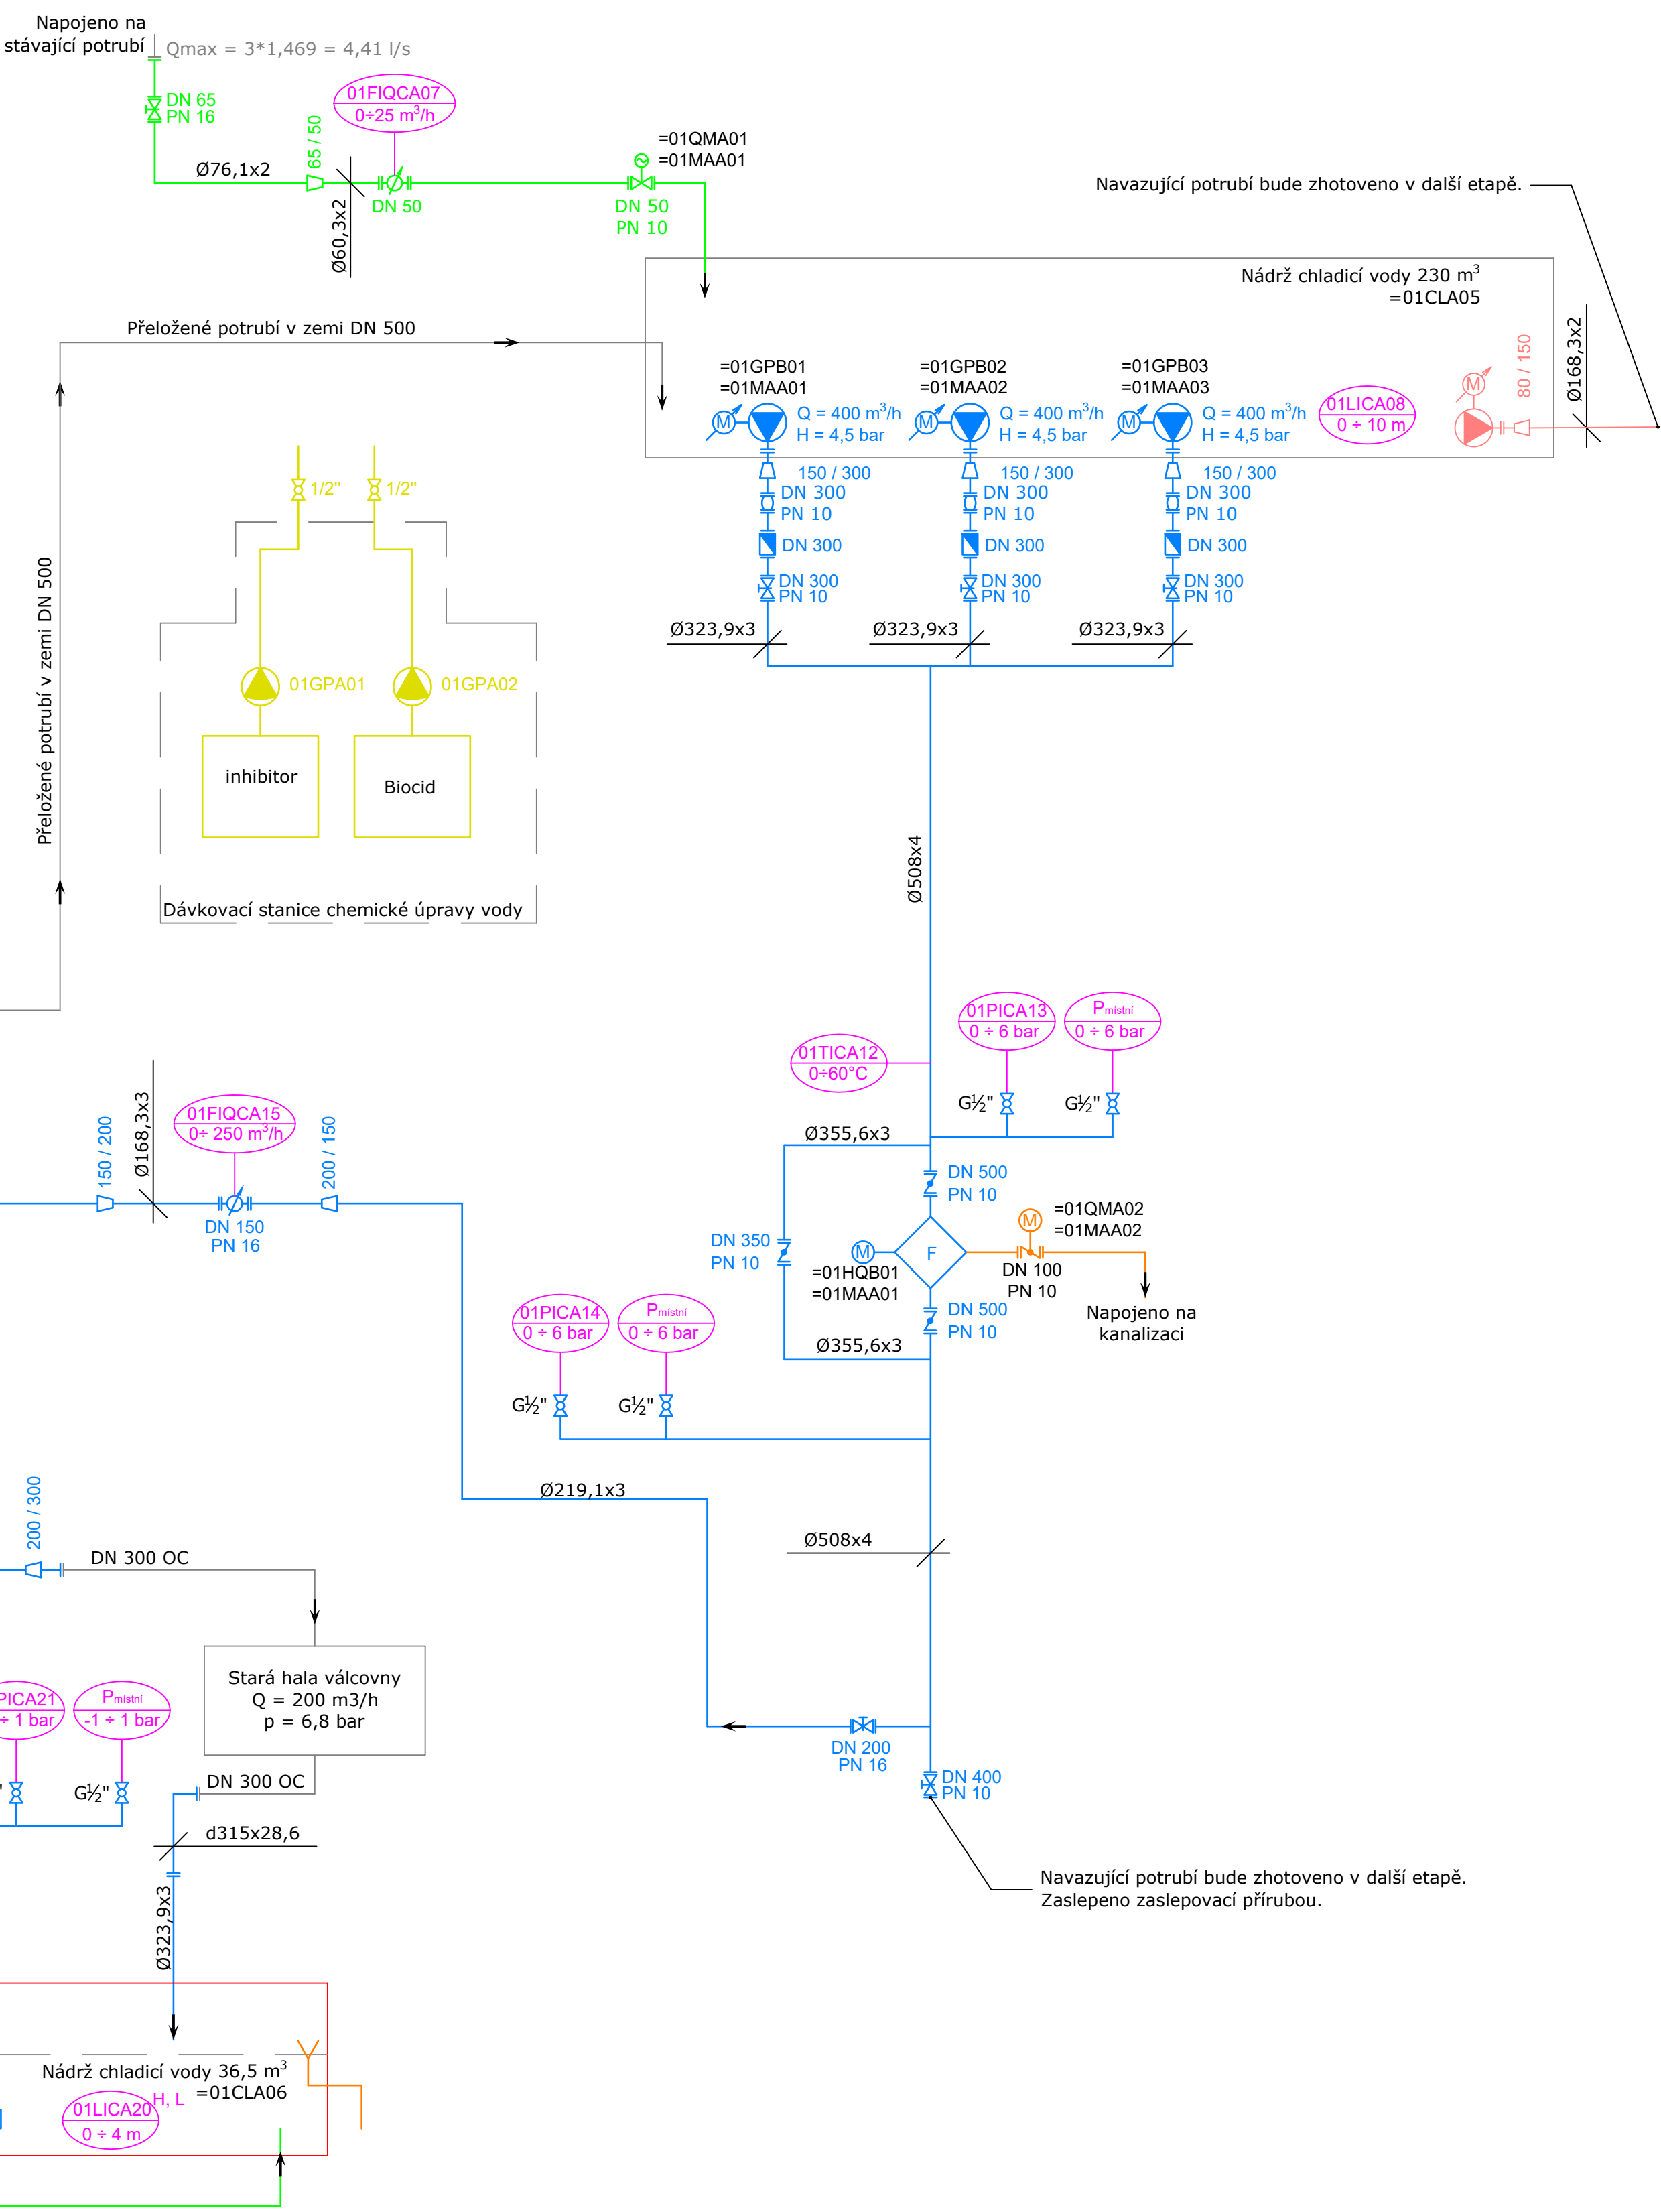 Napojeno na
stávající potrubí
Qmax = 3*1,469 = 4,41 l/s
DN 65
PN 16
01FIQCA07
0÷25 m³/h
65 / 50
Ø76,1x2
Ø60,3x2
DN 50
=01QMA01
=01MAA01
DN 50
PN 10
Navazující potrubí bude zhotoveno v další etapě.
Nádrž chladicí vody 230 m³
=01CLA05
Přeložené potrubí v zemi DN 500
Přeložené potrubí v zemi DN 500
=01GPB01
=01MAA01
Q = 400 m³/h
H = 4,5 bar
=01GPB02
=01MAA02
Q = 400 m³/h
H = 4,5 bar
=01GPB03
=01MAA03
Q = 400 m³/h
H = 4,5 bar
01LICA08
0 ÷ 10 m
M
M
M
M
80 / 150
Ø168,3x2
150 / 300
DN 300
PN 10
DN 300
DN 300
PN 10
150 / 300
DN 300
PN 10
DN 300
DN 300
PN 10
150 / 300
DN 300
PN 10
DN 300
DN 300
PN 10
Ø323,9x3
Ø323,9x3
Ø323,9x3
1/2"
1/2"
01GPA01
01GPA02
inhibitor
Biocid
Dávkovací stanice chemické úpravy vody
Ø508x4
01PICA13
0 ÷ 6 bar
Pmístní
0 ÷ 6 bar
01TICA12
0÷60°C
G½"
G½"
Ø355,6x3
150 / 200
Ø168,3x3
01FIQCA15
0÷ 250 m³/h
200 / 150
DN 150
PN 16
DN 500
PN 10
DN 350
PN 10
M
F
=01HQB01
=01MAA01
M
=01QMA02
=01MAA02
DN 100
PN 10
Napojeno na
kanalizaci
DN 500
PN 10
Ø355,6x3
01PICA14
0 ÷ 6 bar
Pmístní
0 ÷ 6 bar
G½"
G½"
Ø219,1x3
Ø508x4
200 / 300
DN 300 OC
Stará hala válcovny
Q = 200 m3/h
p = 6,8 bar
PICA21
÷ 1 bar
Pmístní
-1 ÷ 1 bar
"
G½"
DN 300 OC
d315x28,6
Ø323,9x3
DN 200
PN 16
DN 400
PN 10
Navazující potrubí bude zhotoveno v další etapě.
Zaslepeno zaslepovací přírubou.
Nádrž chladicí vody 36,5 m³
=01CLA06
01LICA20
0 ÷ 4 m
H, L